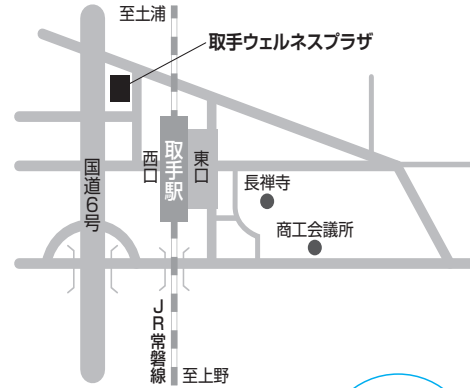 至土浦
取手ウェルネスプラザ
国道6号
西口
取手駅
東口
長禅寺
商工会議所
JR常磐線
至上野